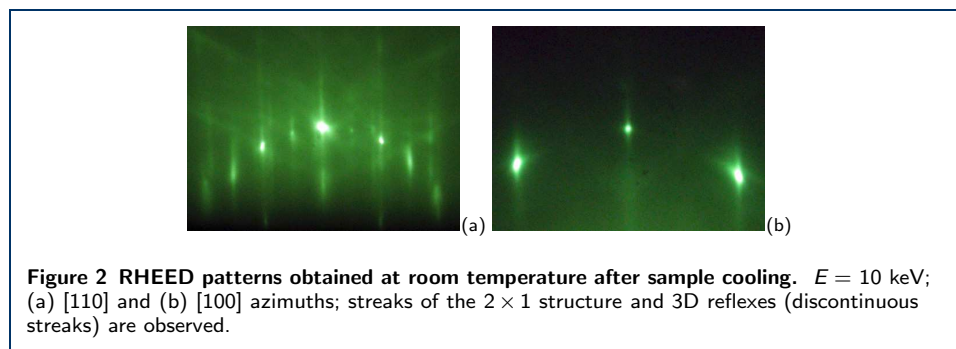 (a) (b)
Figure 2 RHEED patterns obtained at room temperature after sample cooling. E = 10 keV;
(a) [110] and (b) [100] azimuths; streaks of the 2 × 1 structure and 3D reflexes (discontinuous
streaks) are observed.